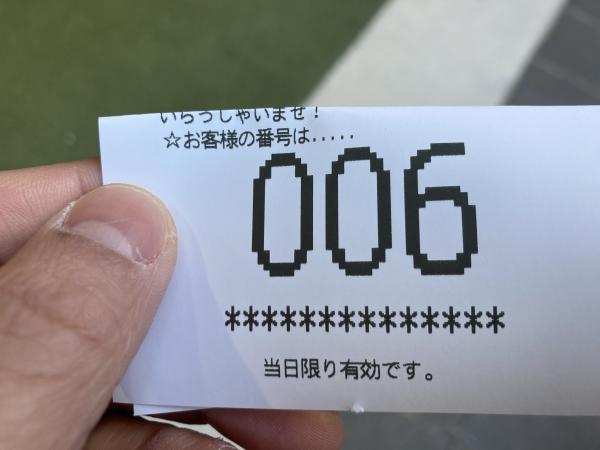 いらっしゃいませ！
☆お客様の番号は.....
006
***************
当日限り有効です。